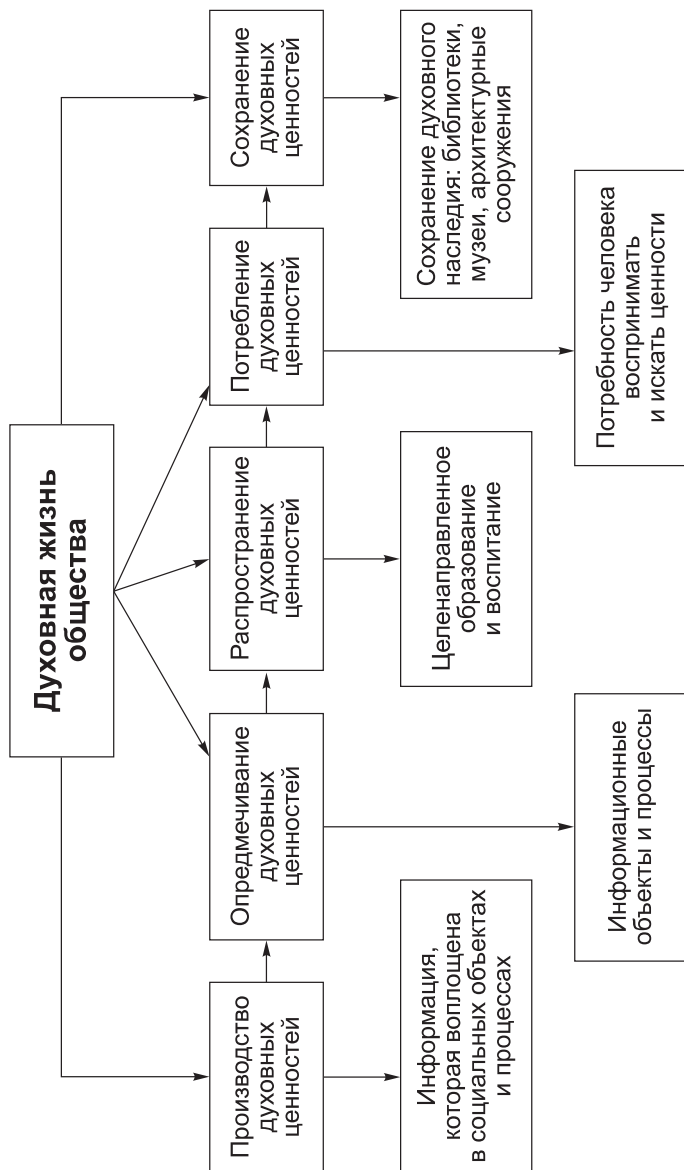 Духовная жизнь
общества
Производство
духовных
ценностей
Опредмечивание
духовных
ценностей
Распространение
духовных
ценностей
Потребление
духовных
ценностей
Сохранение
духовных
ценностей
Информация,
которая воплощена
в социальных объектах
и процессах
Целенаправленное
образование
и воспитание
Сохранение духовного
наследия: библиотеки,
музеи, архитектурные
сооружения
Информационные
объекты и процессы
Потребность человека
воспринимать
и искать ценности